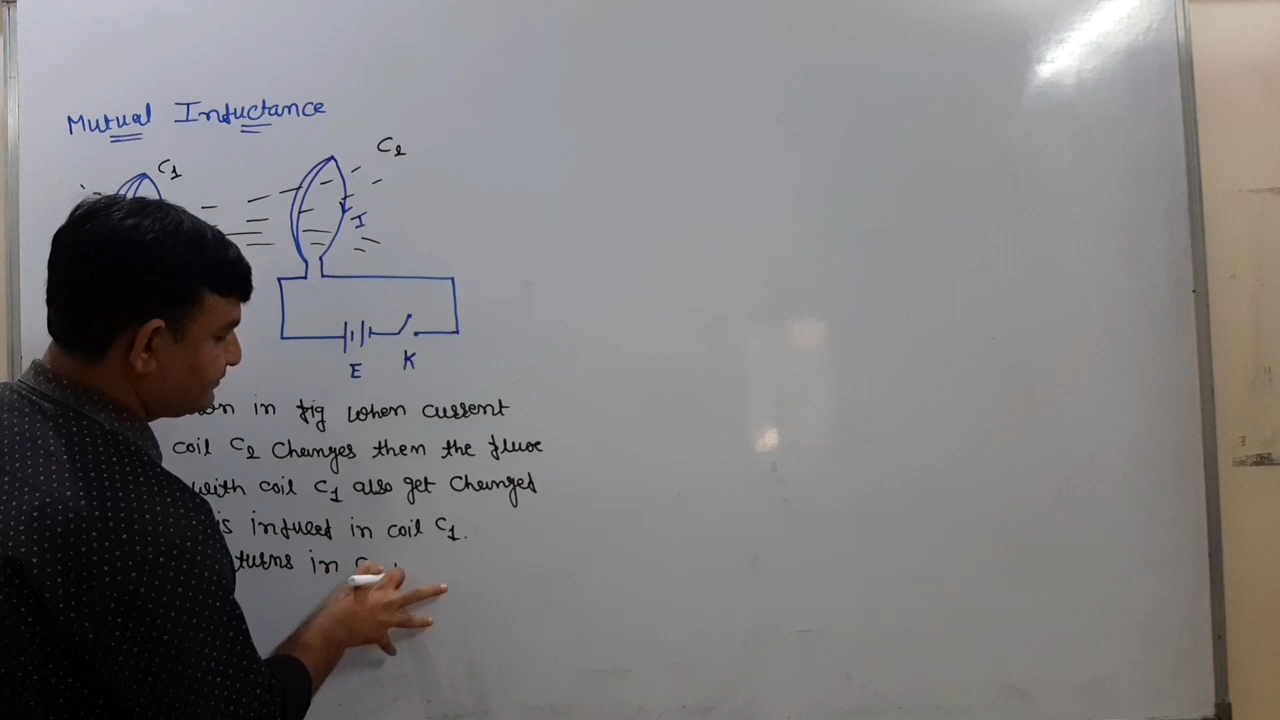 Mutual Inductance
C1
C2
I
E
K
in fig when current
coil C2 changes then the flux
with coil C1 also get changes
is induced in coil C1.
turns in